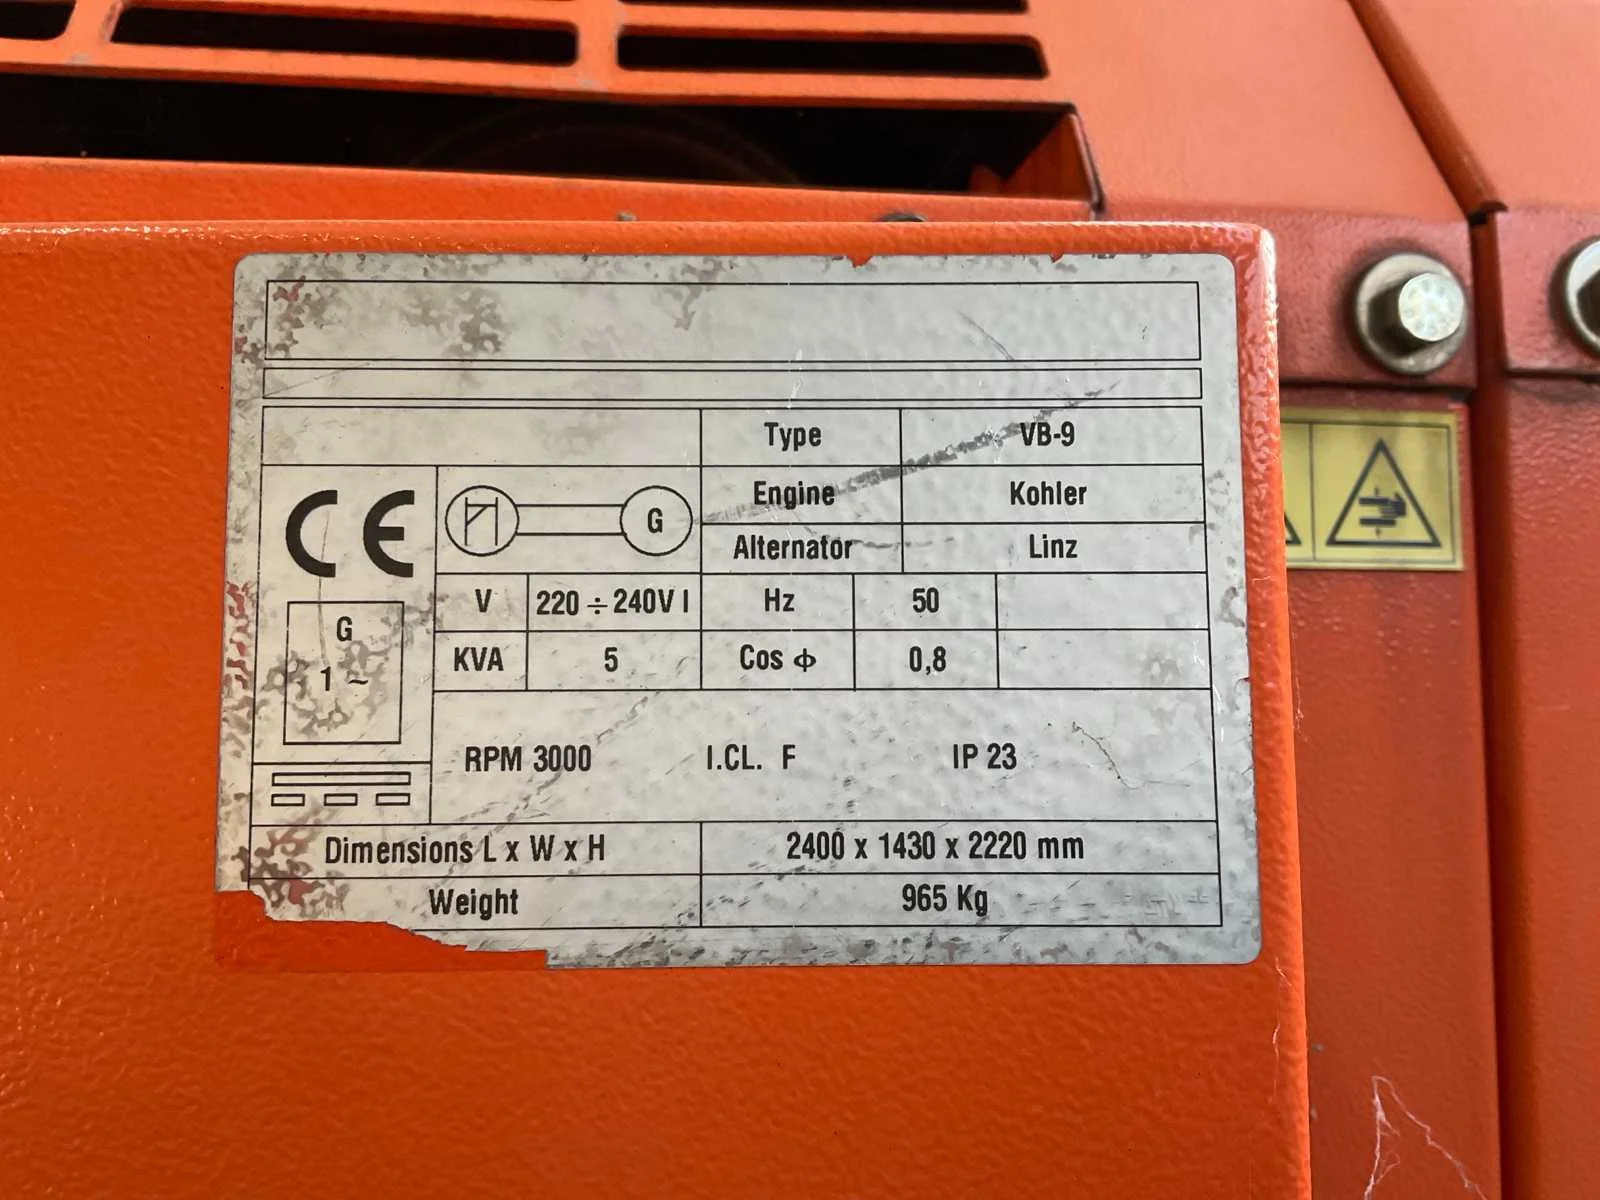 Type VB-9
CE
Engine Kohler
G
Alternator Linz
V 220 ÷ 240V I Hz 50
G
1 ~
KVA 5 Cos ϕ 0,8
RPM 3000 I.CL. F IP 23
Dimensions L x W x H 2400 x 1430 x 2220 mm
Weight 965 Kg